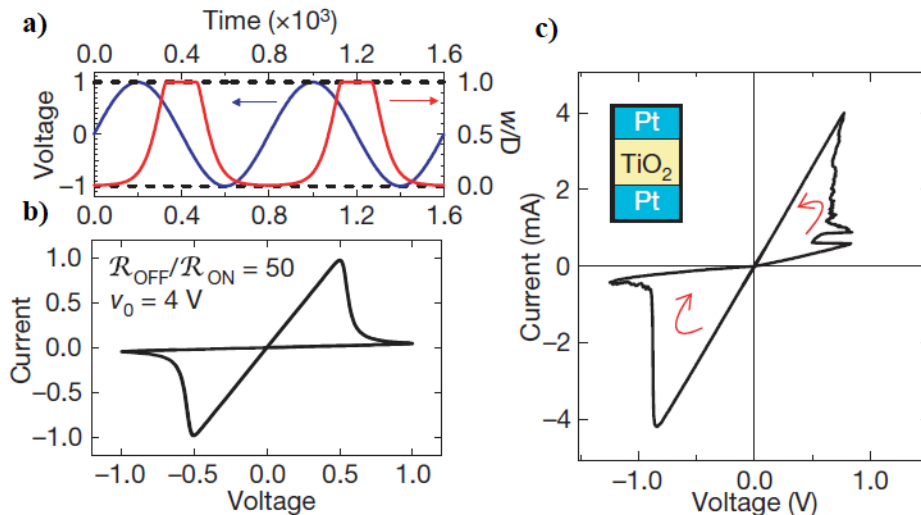 a)
Time (×10³)
0.0 0.4 0.8 1.2 1.6
Voltage
1
0
−1
w/D
1.0
0.5
0.0
0.0 0.4 0.8 1.2 1.6
b)
ℛOFF/ℛON = 50
v₀ = 4 V
Current
1.0
0.5
0.0
−0.5
−1.0
−1.0 −0.5 0.0 0.5 1.0
Voltage
c)
Pt
TiO₂
Pt
Current (mA)
4
2
0
−2
−4
−1.0 0.0 1.0
Voltage (V)